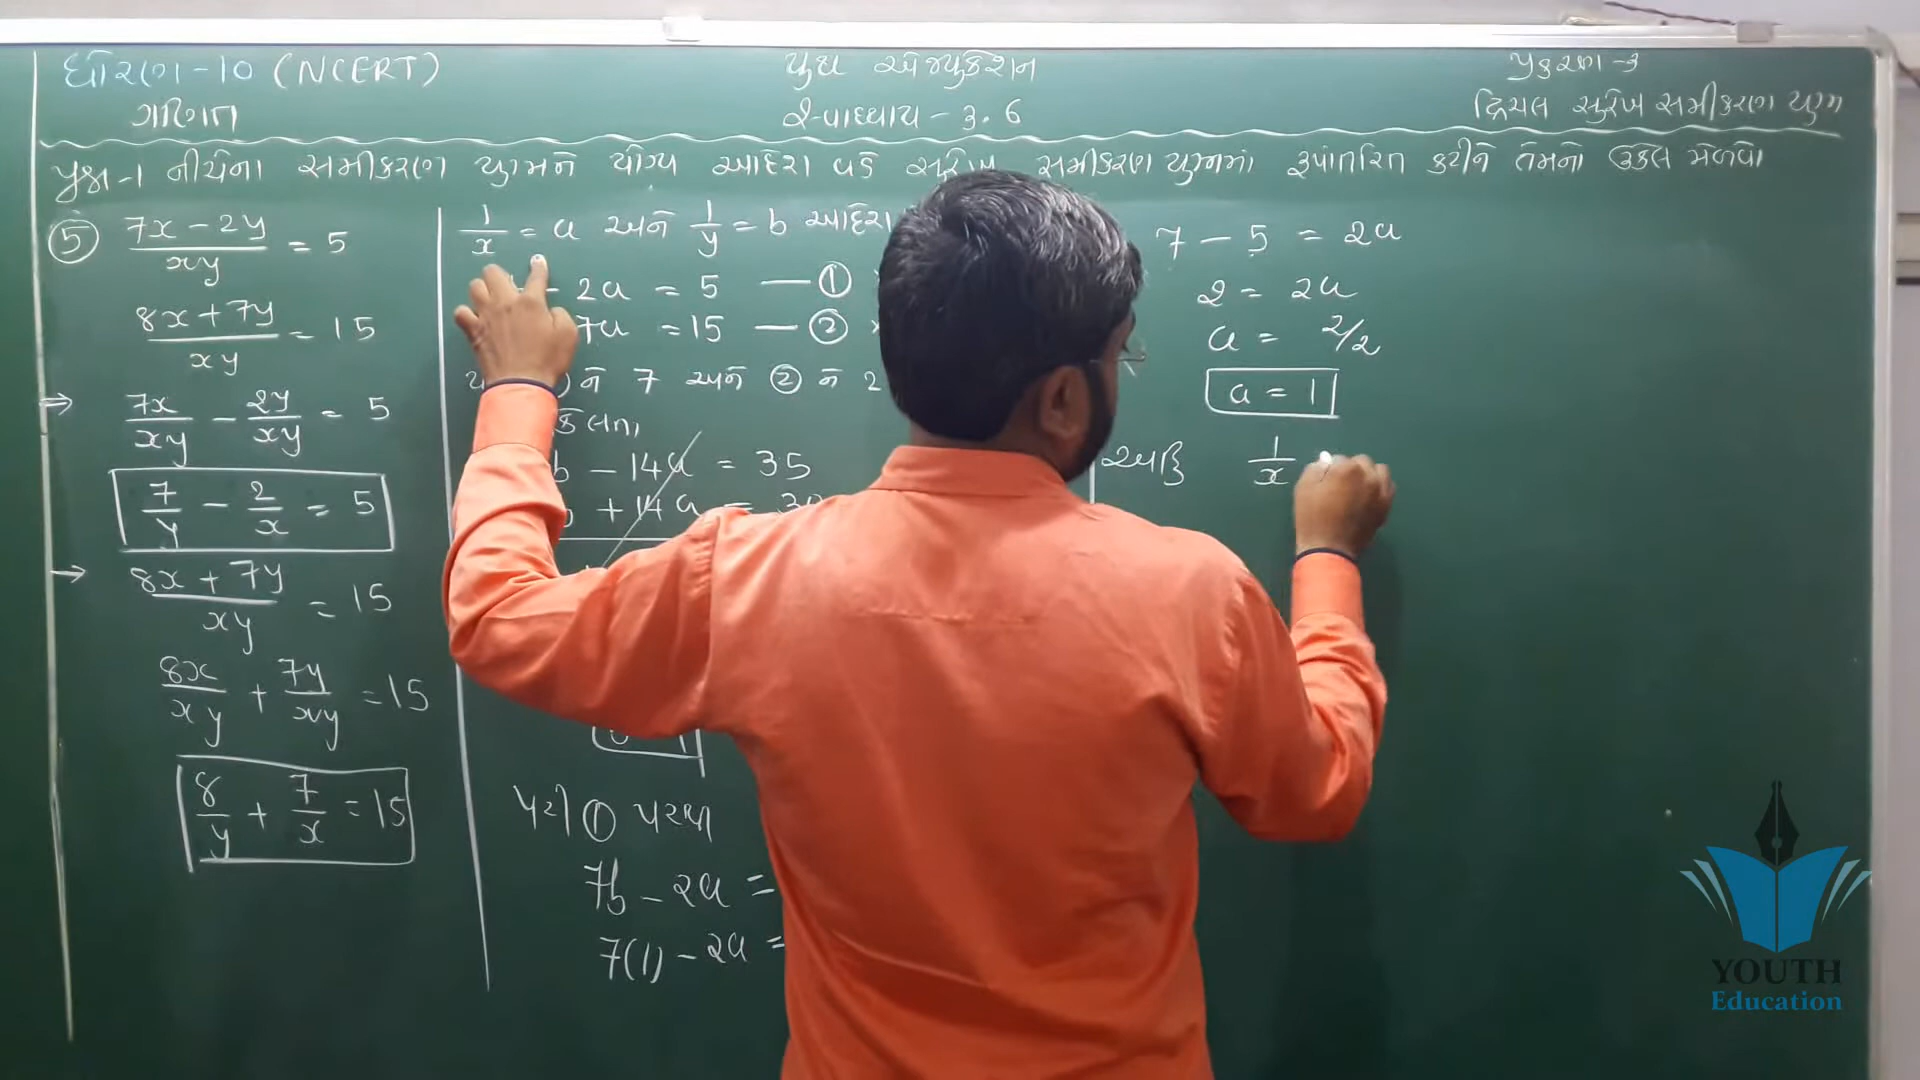 ધોરણ-10 (NCERT)
ગણિત
યુથ એજ્યુકેશન
સ્વાધ્યાય - 3.6
પ્રકરણ-3
દ્વિચલ સુરેખ સમીકરણ યુગ્મ
પ્રશ્ન-1 નીચેના સમીકરણ યુગ્મને યોગ્ય આદેશ વડે સુરેખ સમીકરણ યુગ્મમાં રૂપાંતરિત કરીને તેમનો ઉકેલ મેળવો
⑤ (7x - 2y)/xy = 5
(8x + 7y)/xy = 15
→ 7x/xy - 2y/xy = 5
7/y - 2/x = 5
→ (8x + 7y)/xy = 15
8x/xy + 7y/xy = 15
8/y + 7/x = 15
1/x = a અને 1/y = b આદેશ
- 2a = 5 — ①
7a = 15 — ②
ને 7 અને ② ને 2
b - 14a = 35
+ 14a =
પરી ① પરથી
7b - 2a =
7(1) - 2a =
7 - 5 = 2a
2 = 2a
a = 2/2
a = 1
અહિ 1/x
YOUTH
Education